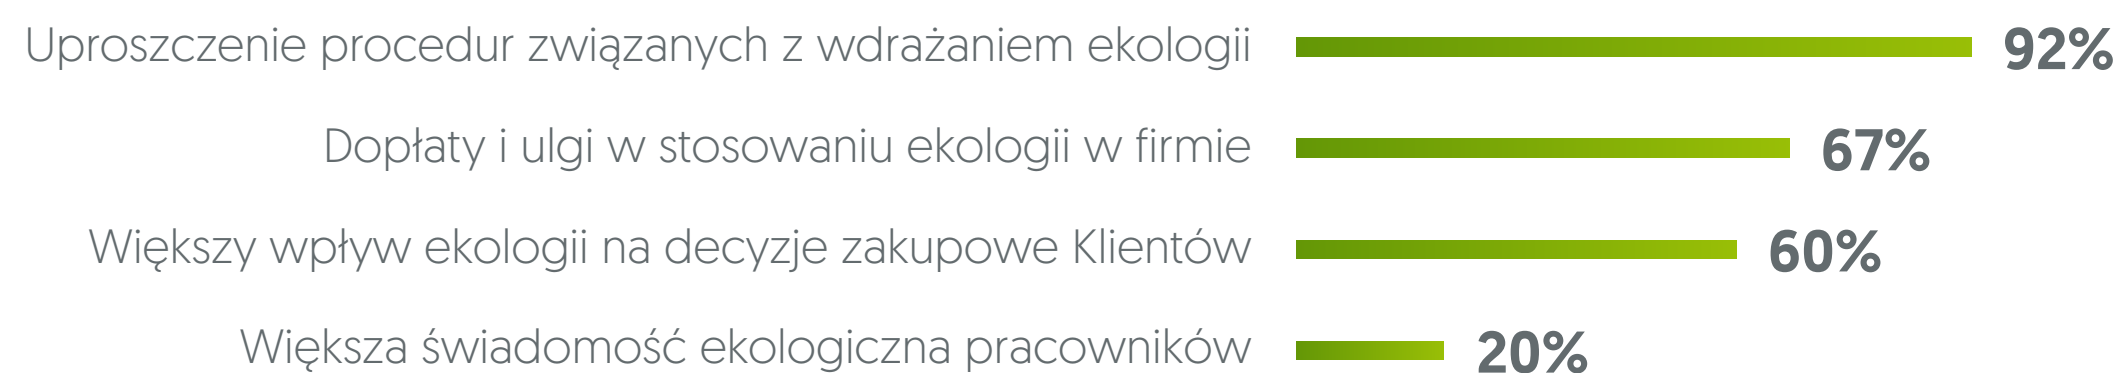 Uproszczenie procedur związanych z wdrażaniem ekologii 92%
Dopłaty i ulgi w stosowaniu ekologii w firmie 67%
Większy wpływ ekologii na decyzje zakupowe Klientów 60%
Większa świadomość ekologiczna pracowników 20%